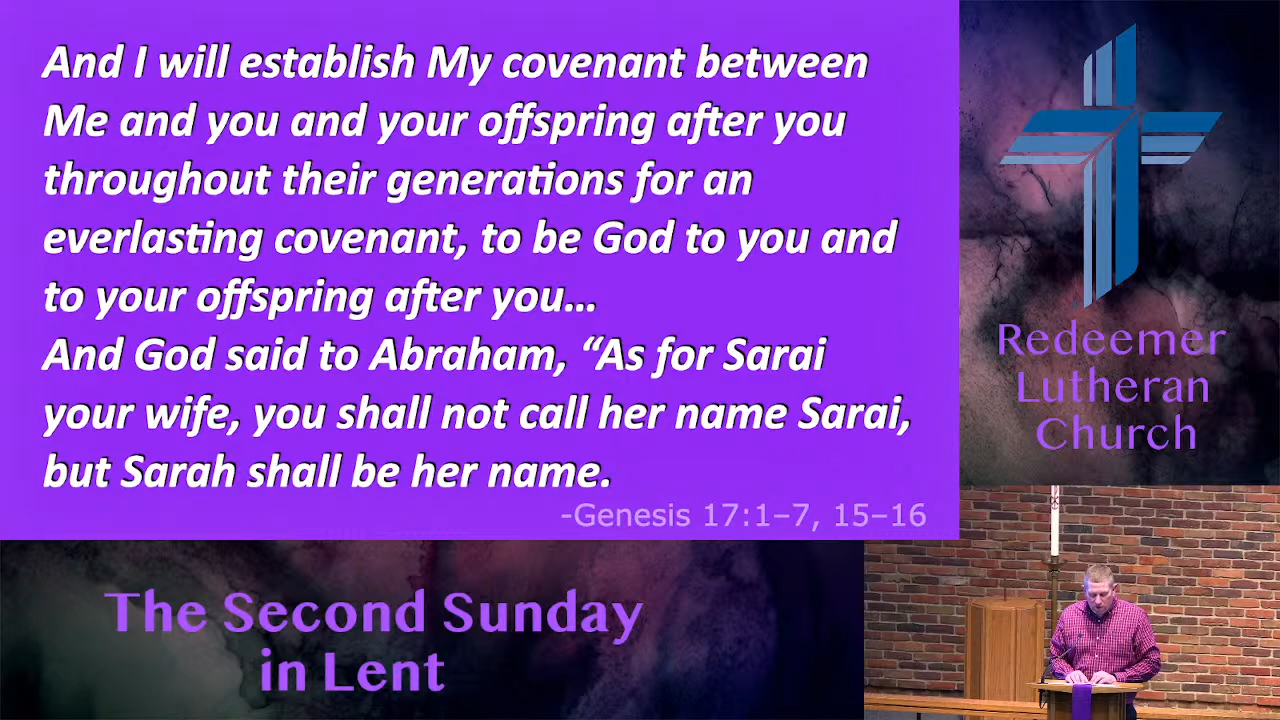 And I will establish My covenant between
Me and you and your offspring after you
throughout their generations for an
everlasting covenant, to be God to you and
to your offspring after you…
And God said to Abraham, “As for Sarai
your wife, you shall not call her name Sarai,
but Sarah shall be her name.
-Genesis 17:1–7, 15–16
Redeemer
Lutheran
Church
The Second Sunday
in Lent